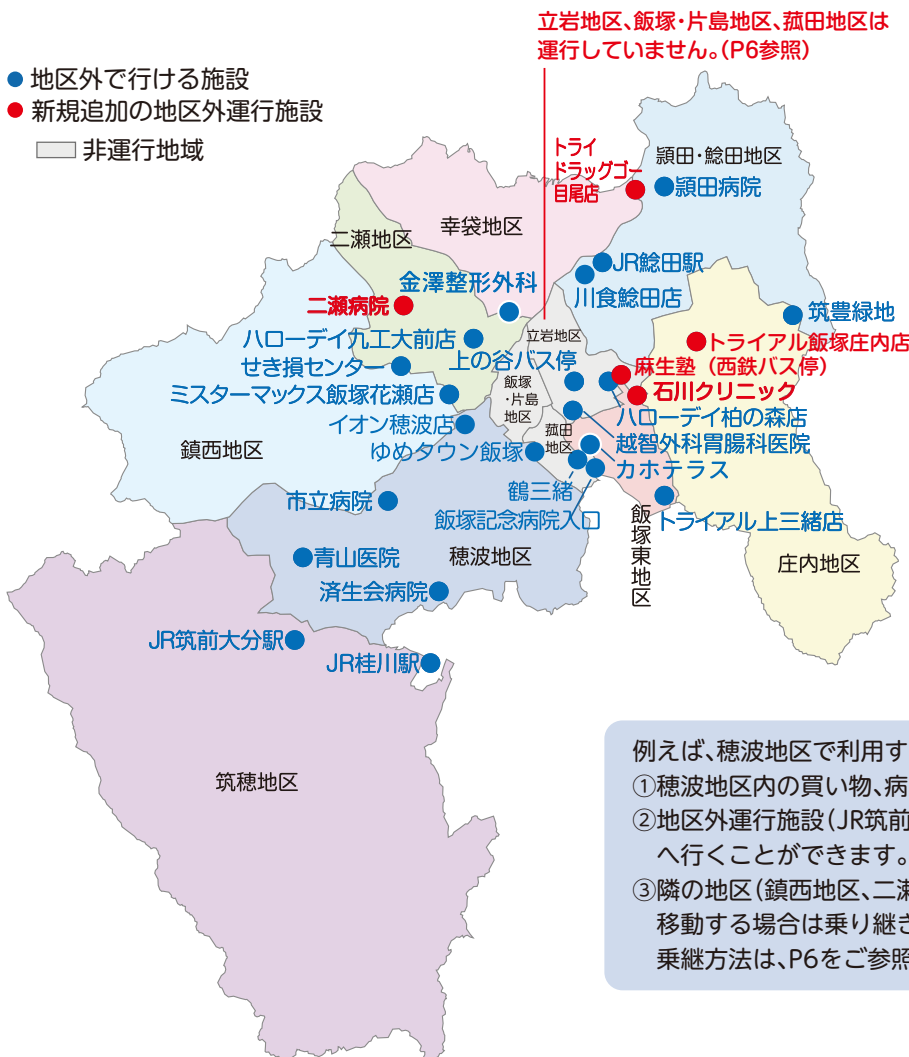 立岩地区、飯塚・片島地区、菰田地区は
運行していません。(P6参照)
地区外で行ける施設
新規追加の地区外運行施設
非運行地域
トライ
ドラッグゴー
目尾店
頴田・鯰田地区
頴田病院
幸袋地区
二瀬地区
JR鯰田駅
金澤整形外科
川食鯰田店
二瀬病院
筑豊緑地
立岩地区
ハローデイ九工大前店
トライアル飯塚庄内店
上の谷バス停
麻生塾（西鉄バス停）
せき損センター
石川クリニック
飯塚
・片島
地区
ミスターマックス飯塚花瀬店
ハローデイ柏の森店
イオン穂波店
菰田
地区
越智外科胃腸科医院
鎮西地区
ゆめタウン飯塚
カホテラス
鶴三緒
市立病院
飯塚記念病院入口
トライアル上三緒店
飯塚東地区
青山医院
穂波地区
庄内地区
済生会病院
JR筑前大分駅
JR桂川駅
筑穂地区
例えば、穂波地区で利用す
①穂波地区内の買い物、病
②地区外運行施設(JR筑前
へ行くことができます。
③隣の地区(鎮西地区、二瀬
移動する場合は乗り継ぎ
乗継方法は、P6をご参照